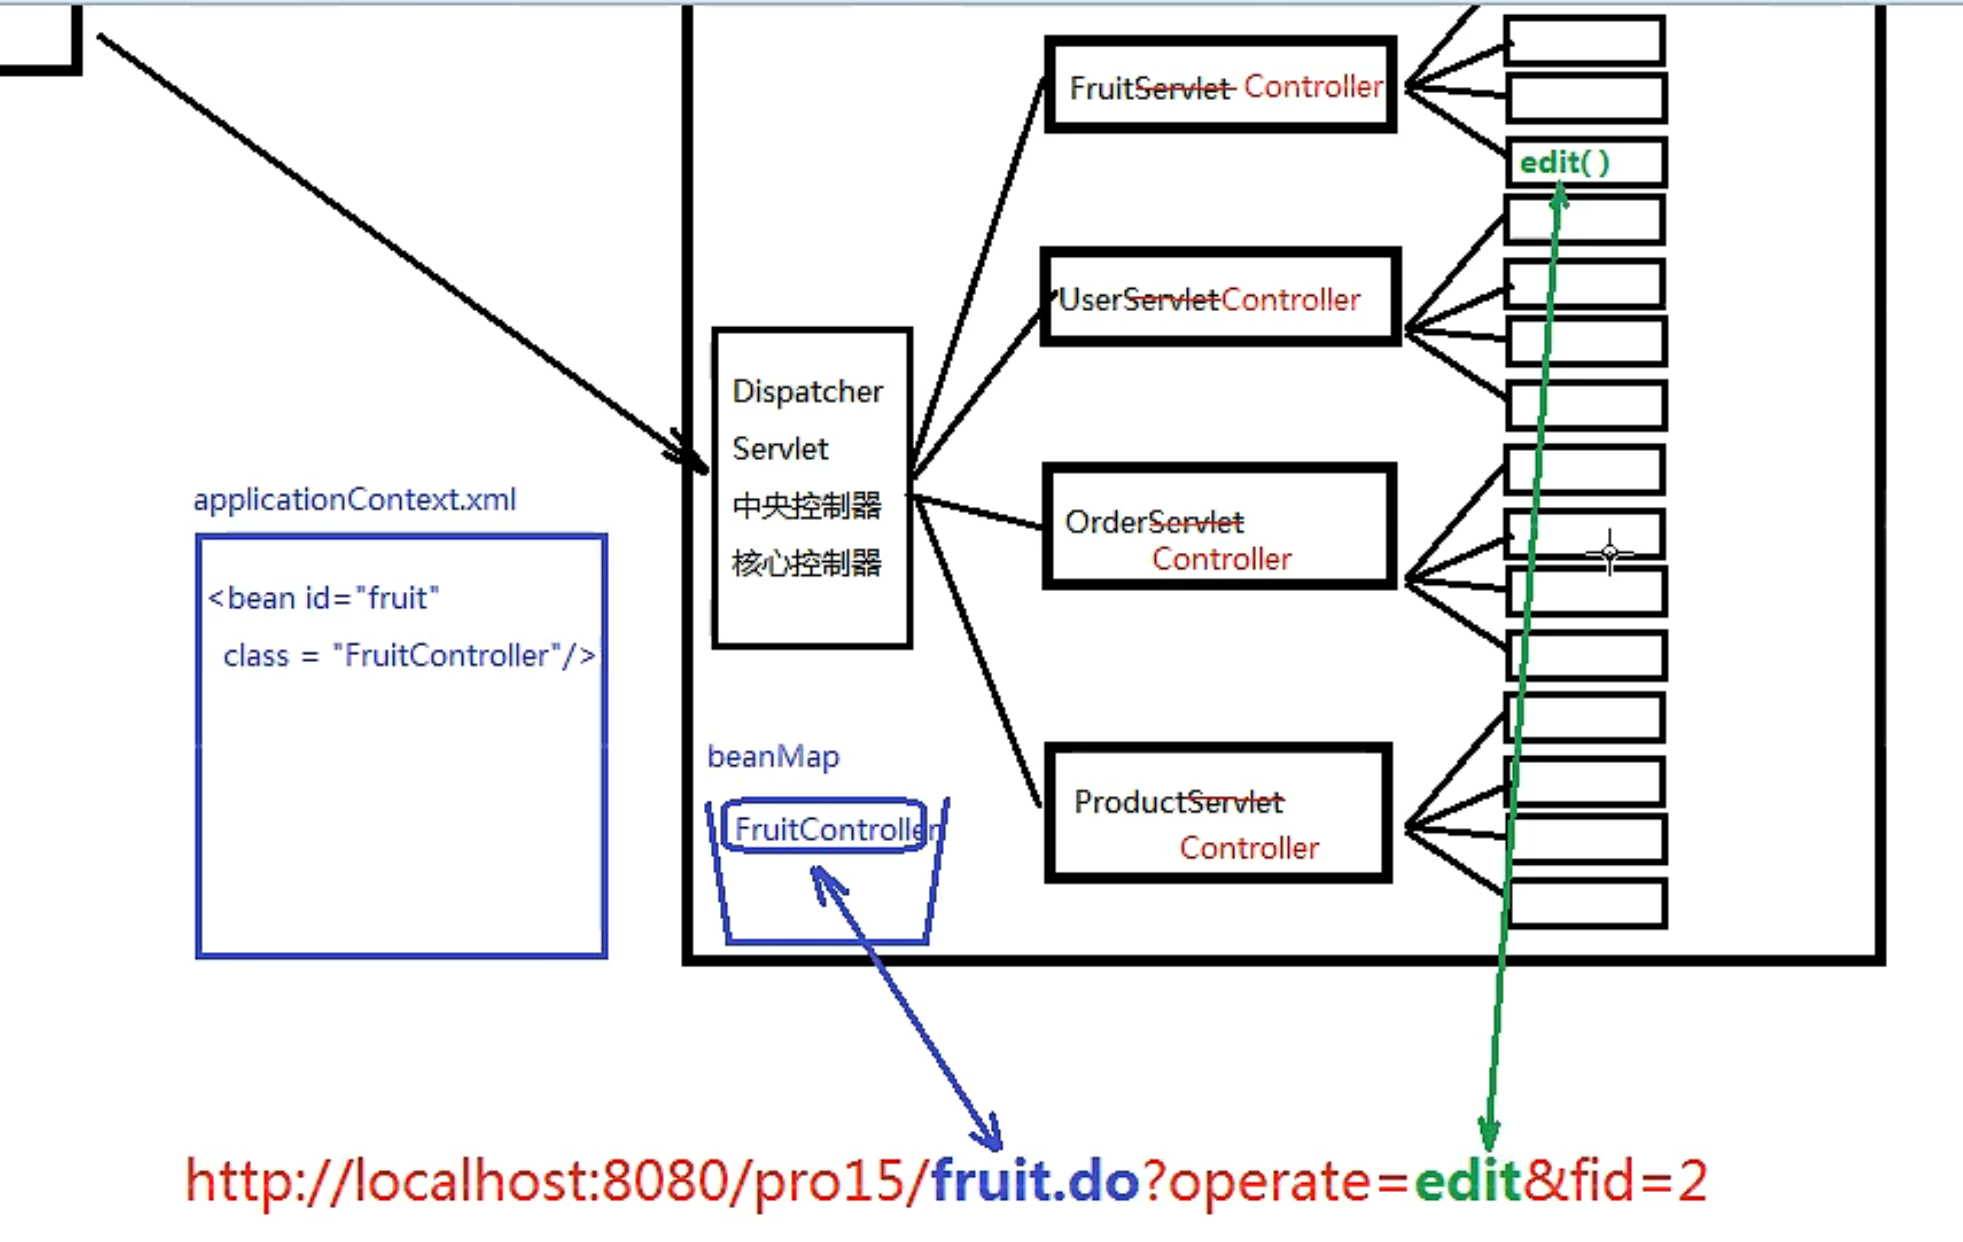 FruitServlet Controller
edit( )
UserServletController
Dispatcher
Servlet
中央控制器
核心控制器
OrderServlet
Controller
applicationContext.xml
<bean id="fruit"
class = "FruitController"/>
beanMap
FruitController
ProductServlet
Controller
http://localhost:8080/pro15/fruit.do?operate=edit&fid=2